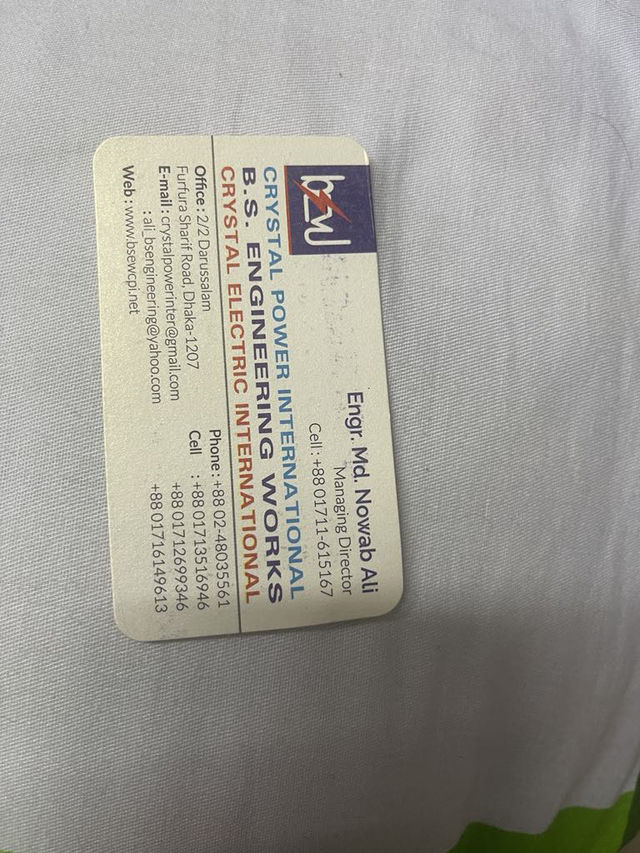 bew
Engr. Md. Nowab Ali
Managing Director
Cell : +88 01711-615167
CRYSTAL POWER INTERNATIONAL
B.S. ENGINEERING WORKS
CRYSTAL ELECTRIC INTERNATIONAL
Office : 2/2 Darussalam
Furfura Sharif Road, Dhaka-1207
E-mail : crystalpowerinter@gmail.com
: ali_bsengineering@yahoo.com
Web : www.bsewcpi.net
Phone : +88 02-48035561
Cell : +88 01713516946
+88 01712699346
+88 01716149613